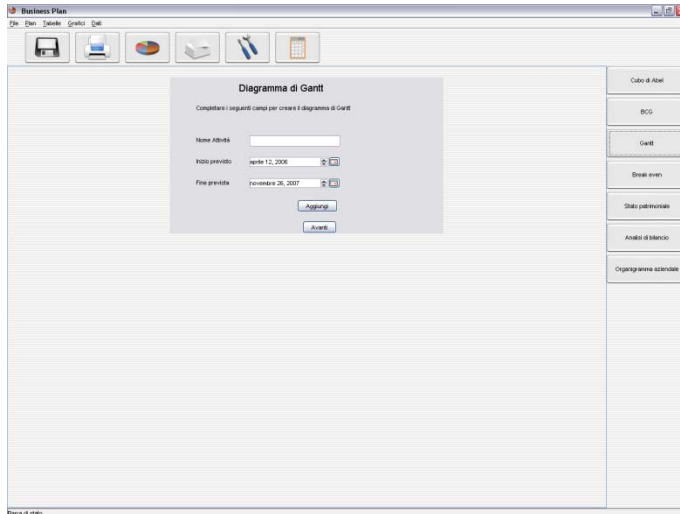 Business Plan
File Plan Tabelle Grafici Dati
Diagramma di Gantt
Completare i seguenti campi per creare il diagramma di Gantt
Nome Attività
Inizio previsto aprile 12, 2006
Fine prevista novembre 26, 2007
Aggiungi
Avanti
Cubo di Abel
BCG
Gantt
Break even
Stato patrimoniale
Analisi di bilancio
Organigramma aziendale
Barra di stato